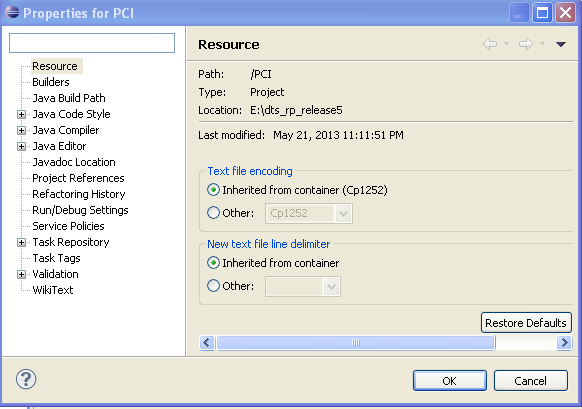 Properties for PCI
Resource
Builders
Java Build Path
Java Code Style
Java Compiler
Java Editor
Javadoc Location
Project References
Refactoring History
Run/Debug Settings
Service Policies
Task Repository
Task Tags
Validation
WikiText
Resource
Path: /PCI
Type: Project
Location: E:\dts_rp_release5
Last modified: May 21, 2013 11:11:51 PM
Text file encoding
Inherited from container (Cp1252)
Other: Cp1252
New text file line delimiter
Inherited from container
Other:
Restore Defaults
OK Cancel